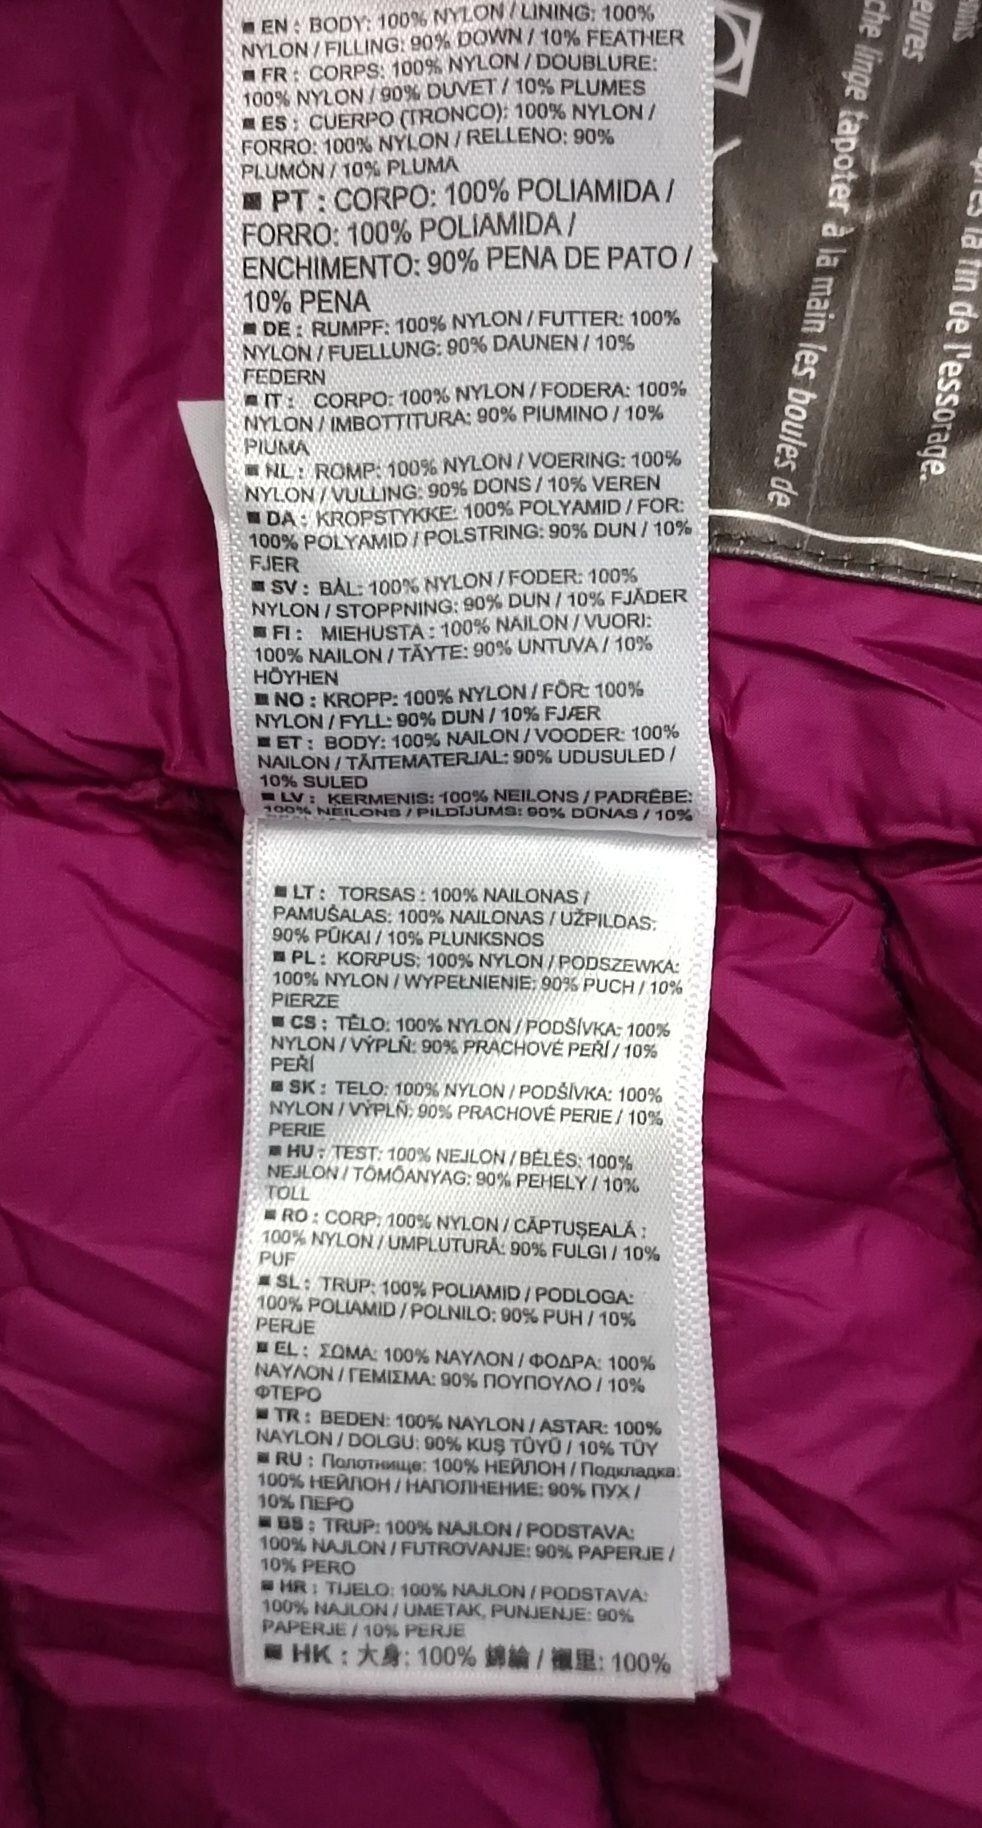 ■ EN : BODY: 100% NYLON / LINING: 100%
NYLON / FILLING: 90% DOWN / 10% FEATHER
■ FR : CORPS: 100% NYLON / DOUBLURE:
100% NYLON / 90% DUVET / 10% PLUMES
■ ES : CUERPO (TRONCO): 100% NYLON /
FORRO: 100% NYLON / RELLENO: 90%
PLUMÓN / 10% PLUMA
■ PT : CORPO: 100% POLIAMIDA /
FORRO: 100% POLIAMIDA /
ENCHIMENTO: 90% PENA DE PATO /
10% PENA
■ DE : RUMPF: 100% NYLON / FUTTER: 100%
NYLON / FUELLUNG: 90% DAUNEN / 10%
FEDERN
■ IT : CORPO: 100% NYLON / FODERA: 100%
NYLON / IMBOTTITURA: 90% PIUMINO / 10%
PIUMA
■ NL : ROMP: 100% NYLON / VOERING: 100%
NYLON / VULLING: 90% DONS / 10% VEREN
■ DA : KROPSTYKKE: 100% POLYAMID / FOR:
100% POLYAMID / POLSTRING: 90% DUN / 10%
FJER
■ SV : BÅL: 100% NYLON / FODER: 100%
NYLON / STOPPNING: 90% DUN / 10% FJÄDER
■ FI : MIEHUSTA : 100% NAILON / VUORI:
100% NAILON / TÄYTE: 90% UNTUVA / 10%
HÖYHEN
■ NO : KROPP: 100% NYLON / FÔR: 100%
NYLON / FYLL: 90% DUN / 10% FJÆR
■ ET : BODY: 100% NAILON / VOODER: 100%
NAILON / TÄITEMATERJAL: 90% UDUSULED /
10% SULED
■ LV : ĶERMENIS: 100% NEILONS / PADRĒBE:
100% NEILONS / PILDĪJUMS: 90% DŪNAS / 10%
■ LT : TORSAS : 100% NAILONAS /
PAMUŠALAS: 100% NAILONAS / UŽPILDAS:
90% PŪKAI / 10% PLUNKSNOS
■ PL : KORPUS: 100% NYLON / PODSZEWKA:
100% NYLON / WYPEŁNIENIE: 90% PUCH / 10%
PIERZE
■ CS : TĚLO: 100% NYLON / PODŠÍVKA: 100%
NYLON / VÝPLŇ: 90% PRACHOVÉ PEŘÍ / 10%
PEŘÍ
■ SK : TELO: 100% NYLON / PODŠÍVKA: 100%
NYLON / VÝPLŇ: 90% PRACHOVÉ PERIE / 10%
PERIE
■ HU : TEST: 100% NEJLON / BÉLÉS: 100%
NEJLON / TÖMŐANYAG: 90% PEHELY / 10%
TOLL
■ RO : CORP: 100% NYLON / CĂPTUȘEALĂ :
100% NYLON / UMPLUTURĂ: 90% FULGI / 10%
PUF
■ SL : TRUP: 100% POLIAMID / PODLOGA:
100% POLIAMID / POLNILO: 90% PUH / 10%
PERJE
■ EL : ΣΩΜΑ: 100% ΝΑΥΛΟΝ / ΦΟΔΡΑ: 100%
ΝΑΥΛΟΝ / ΓΕΜΙΣΜΑ: 90% ΠΟΥΠΟΥΛΟ / 10%
ΦΤΕΡΟ
■ TR : BEDEN: 100% NAYLON / ASTAR: 100%
NAYLON / DOLGU: 90% KUŞ TÜYÜ / 10% TÜY
■ RU : Полотнище: 100% НЕЙЛОН / Подкладка:
100% НЕЙЛОН / НАПОЛНЕНИЕ: 90% ПУХ /
10% ПЕРО
■ BS : TRUP: 100% NAJLON / PODSTAVA:
100% NAJLON / FUTROVANJE: 90% PAPERJE /
10% PERO
■ HR : TIJELO: 100% NAJLON / PODSTAVA:
100% NAJLON / UMETAK, PUNJENJE: 90%
PAPERJE / 10% PERJE
■ HK : 大身: 100% 錦綸 / 襯里: 100%
eures
che linge tapoter à la main les boules de
la fin de l'essorage.